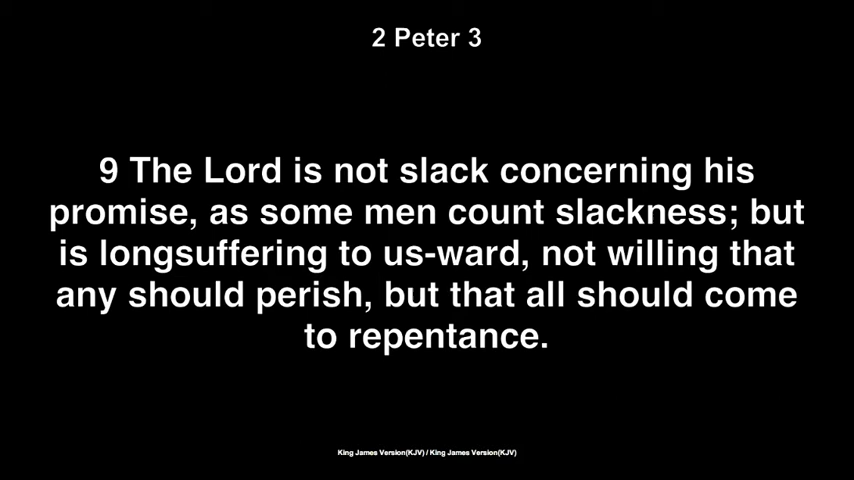 2 Peter 3
9 The Lord is not slack concerning his
promise, as some men count slackness; but
is longsuffering to us-ward, not willing that
any should perish, but that all should come
to repentance.
King James Version(KJV) / King James Version(KJV)